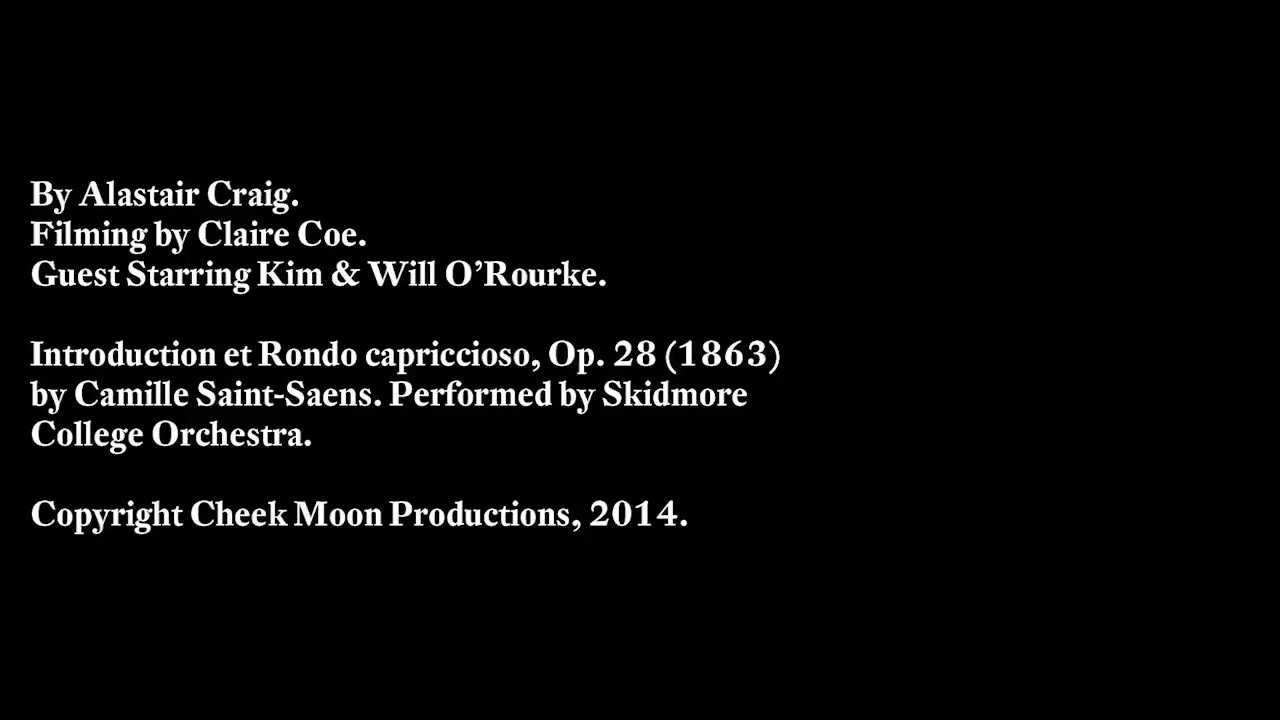 By Alastair Craig.
Filming by Claire Coe.
Guest Starring Kim & Will O’Rourke.
Introduction et Rondo capriccioso, Op. 28 (1863)
by Camille Saint-Saens. Performed by Skidmore
College Orchestra.
Copyright Cheek Moon Productions, 2014.